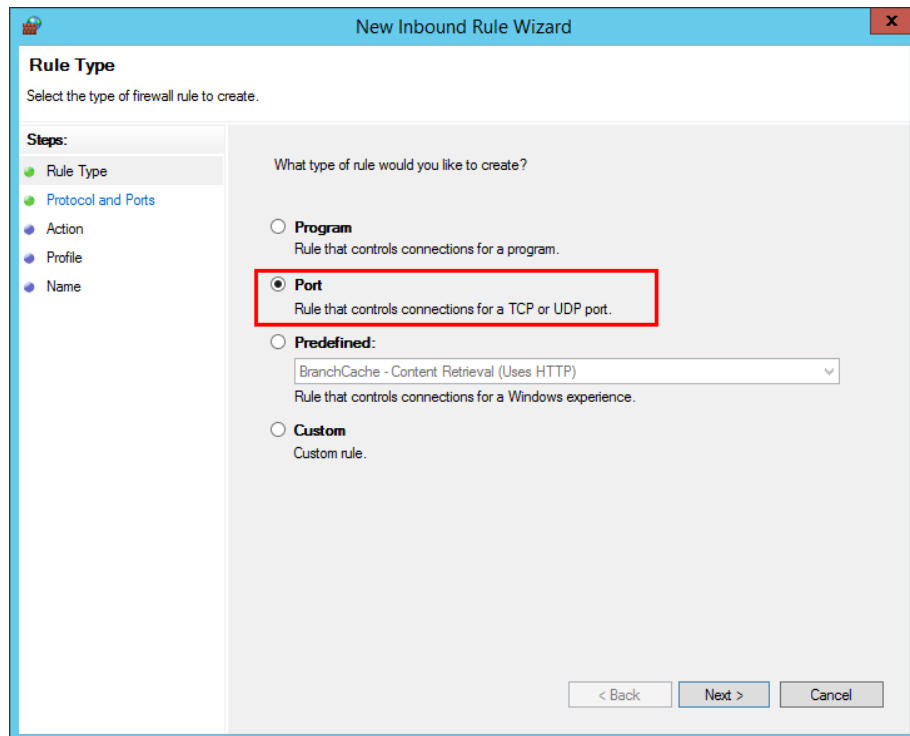 New Inbound Rule Wizard
x
Rule Type
Select the type of firewall rule to create.
Steps:
Rule Type
Protocol and Ports
Action
Profile
Name
What type of rule would you like to create?
Program
Rule that controls connections for a program.
Port
Rule that controls connections for a TCP or UDP port.
Predefined:
BranchCache - Content Retrieval (Uses HTTP)
Rule that controls connections for a Windows experience.
Custom
Custom rule.
< Back
Next >
Cancel